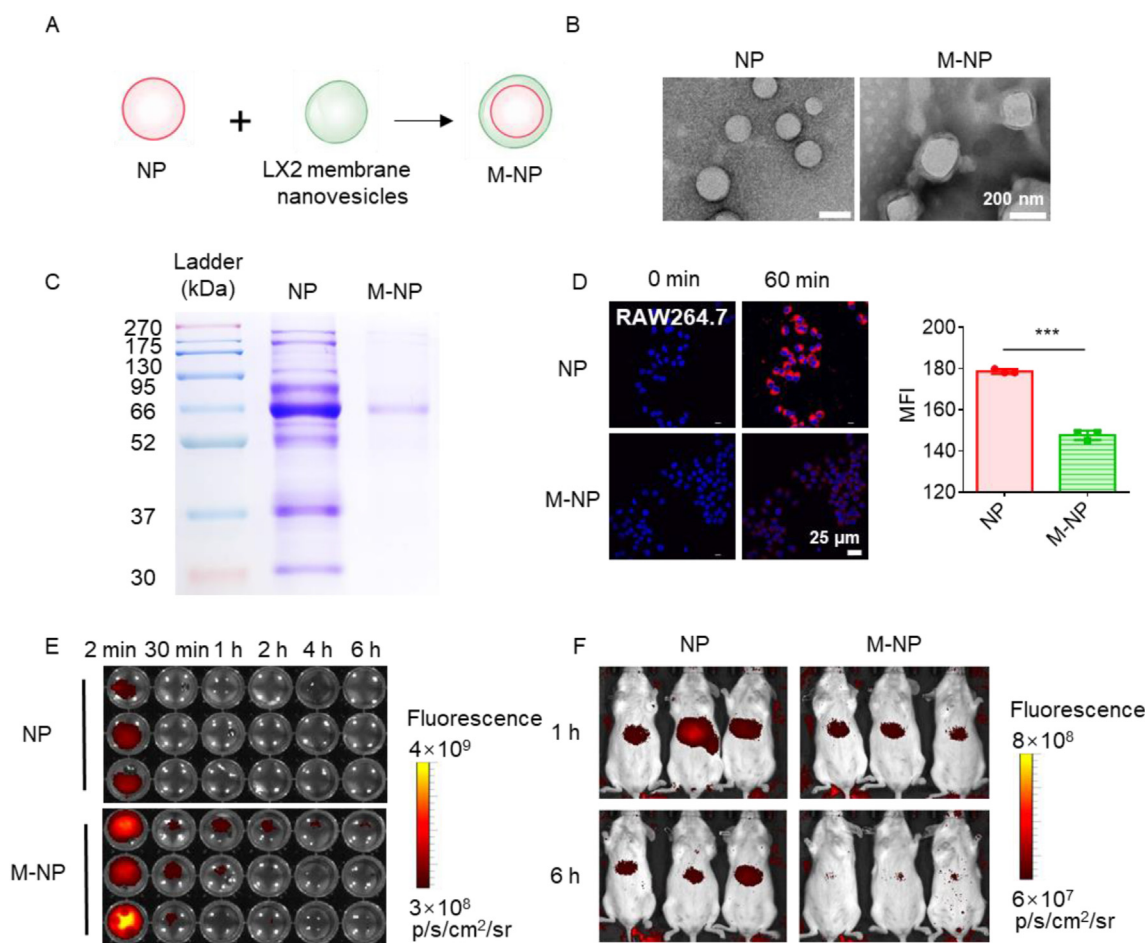 A
NP
+
LX2 membrane
nanovesicles
M-NP
B
NP
M-NP
200 nm
C
Ladder
(kDa)
NP
M-NP
270
175
130
95
66
52
37
30
D
0 min
60 min
RAW264.7
NP
M-NP
25 μm
MFI
200
180
160
140
120
***
NP
M-NP
E
2 min 30 min 1 h 2 h 4 h 6 h
NP
M-NP
Fluorescence
4×10⁹
3×10⁸
p/s/cm²/sr
F
NP
M-NP
1 h
6 h
Fluorescence
8×10⁸
6×10⁷
p/s/cm²/sr